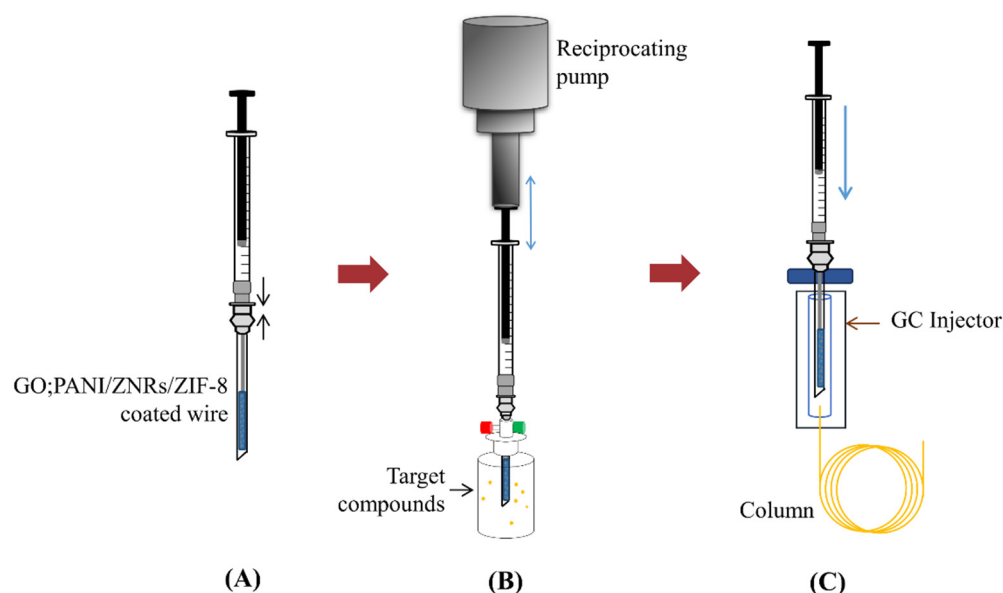 Reciprocating
pump
GO;PANI/ZNRs/ZIF-8
coated wire
Target
compounds
GC Injector
Column
(A)
(B)
(C)